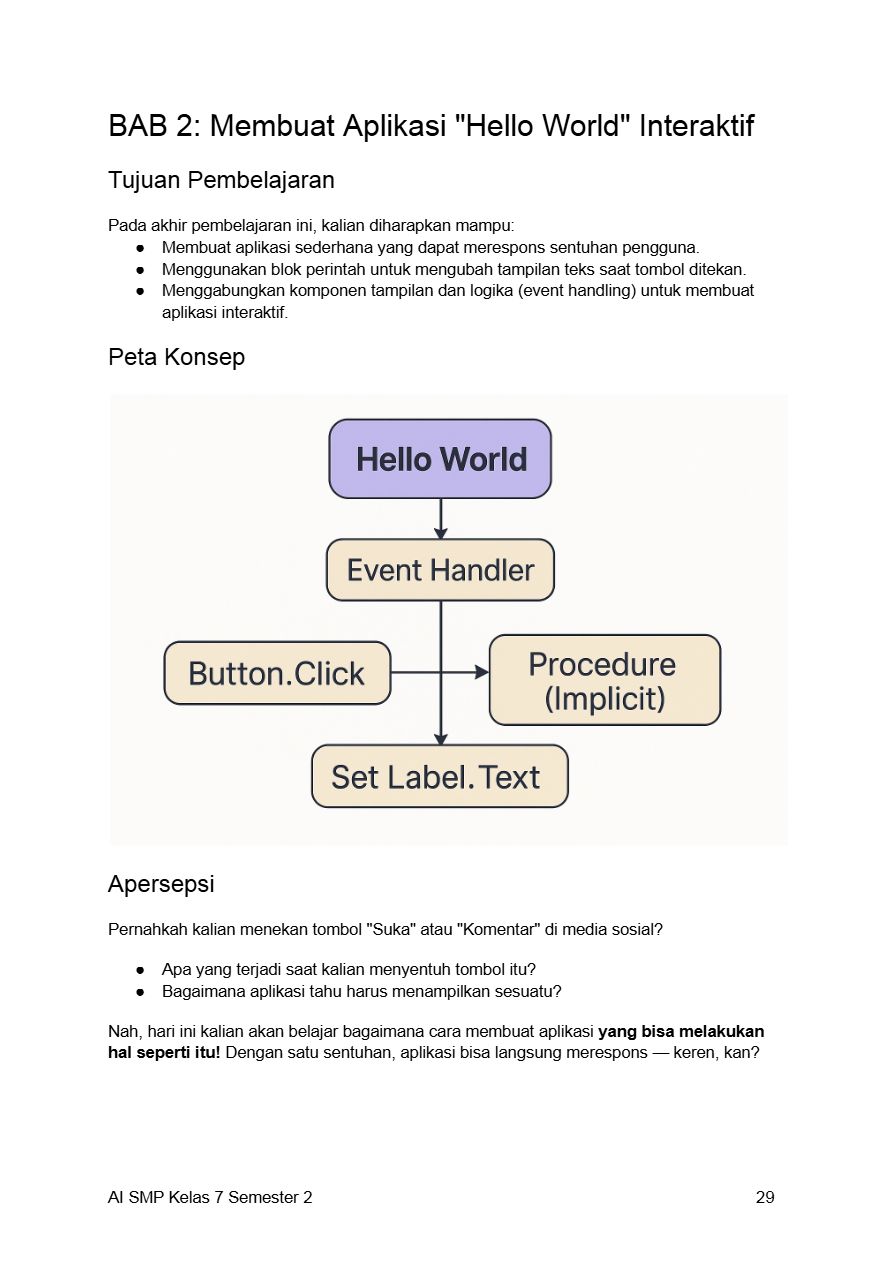 BAB 2: Membuat Aplikasi "Hello World" Interaktif
Tujuan Pembelajaran
Pada akhir pembelajaran ini, kalian diharapkan mampu:
● Membuat aplikasi sederhana yang dapat merespons sentuhan pengguna.
● Menggunakan blok perintah untuk mengubah tampilan teks saat tombol ditekan.
● Menggabungkan komponen tampilan dan logika (event handling) untuk membuat
aplikasi interaktif.
Peta Konsep
Hello World
Event Handler
Button.Click
Procedure
(Implicit)
Set Label.Text
Apersepsi
Pernahkah kalian menekan tombol "Suka" atau "Komentar" di media sosial?
● Apa yang terjadi saat kalian menyentuh tombol itu?
● Bagaimana aplikasi tahu harus menampilkan sesuatu?
Nah, hari ini kalian akan belajar bagaimana cara membuat aplikasi yang bisa melakukan
hal seperti itu! Dengan satu sentuhan, aplikasi bisa langsung merespons — keren, kan?
AI SMP Kelas 7 Semester 2 29